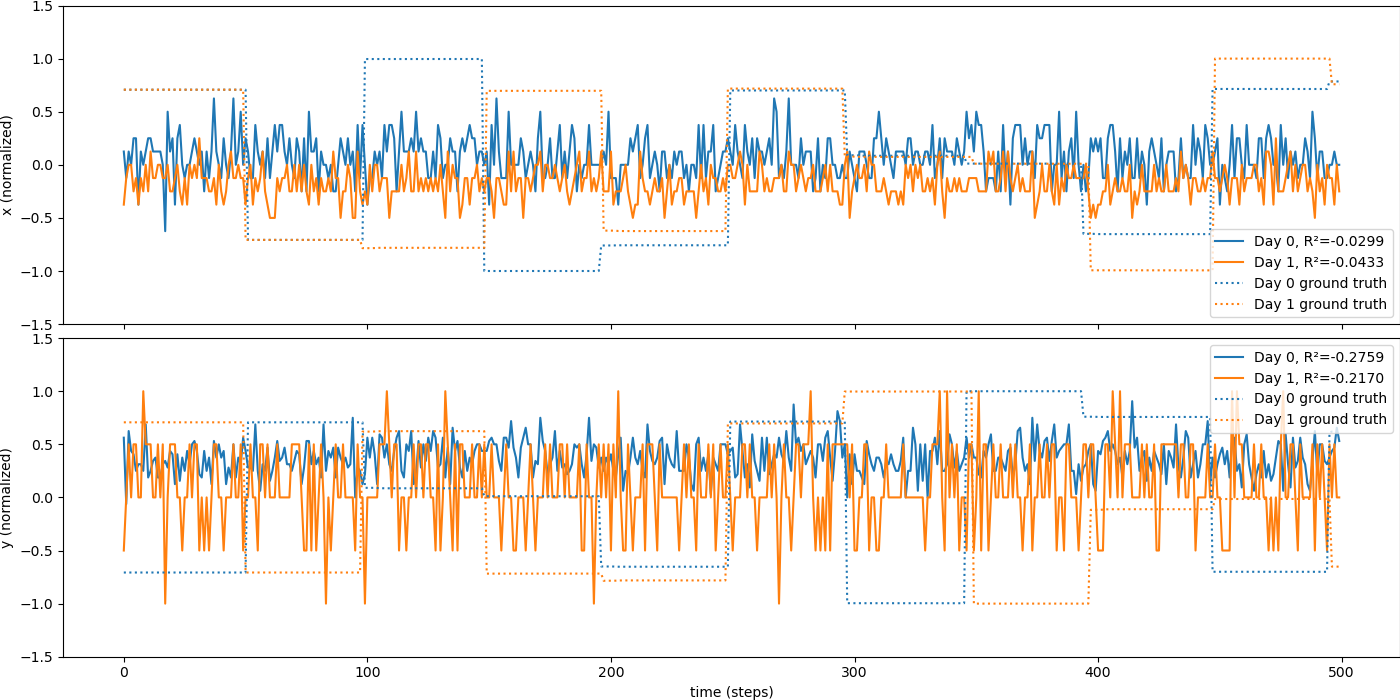 1.5
1.0
0.5
0.0
−0.5
−1.0
−1.5
x (normalized)
Day 0, R²=-0.0299
Day 1, R²=-0.0433
Day 0 ground truth
Day 1 ground truth
1.5
1.0
0.5
0.0
−0.5
−1.0
−1.5
y (normalized)
Day 0, R²=-0.2759
Day 1, R²=-0.2170
Day 0 ground truth
Day 1 ground truth
0 100 200 300 400 500
time (steps)